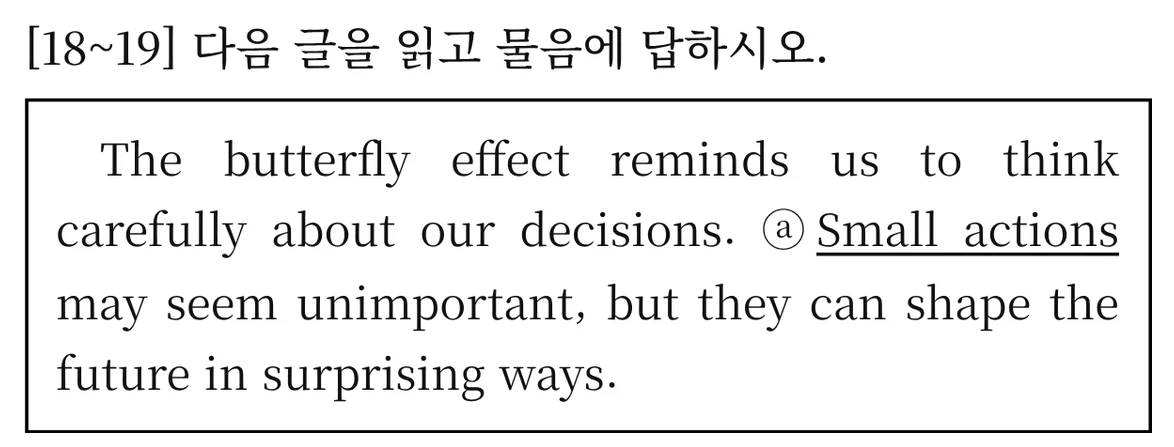 [18~19] 다음 글을 읽고 물음에 답하시오.
The butterfly effect reminds us to think
carefully about our decisions. ⓐ Small actions
may seem unimportant, but they can shape the
future in surprising ways.